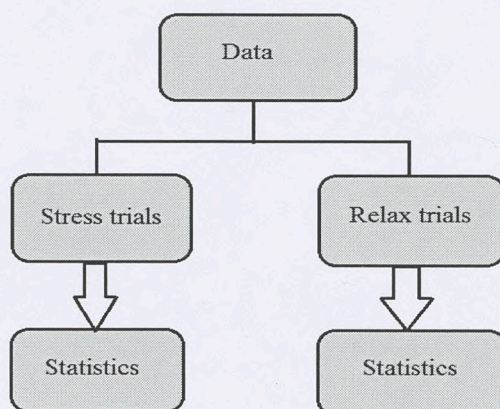 Data
Stress trials
Relax trials
Statistics
Statistics